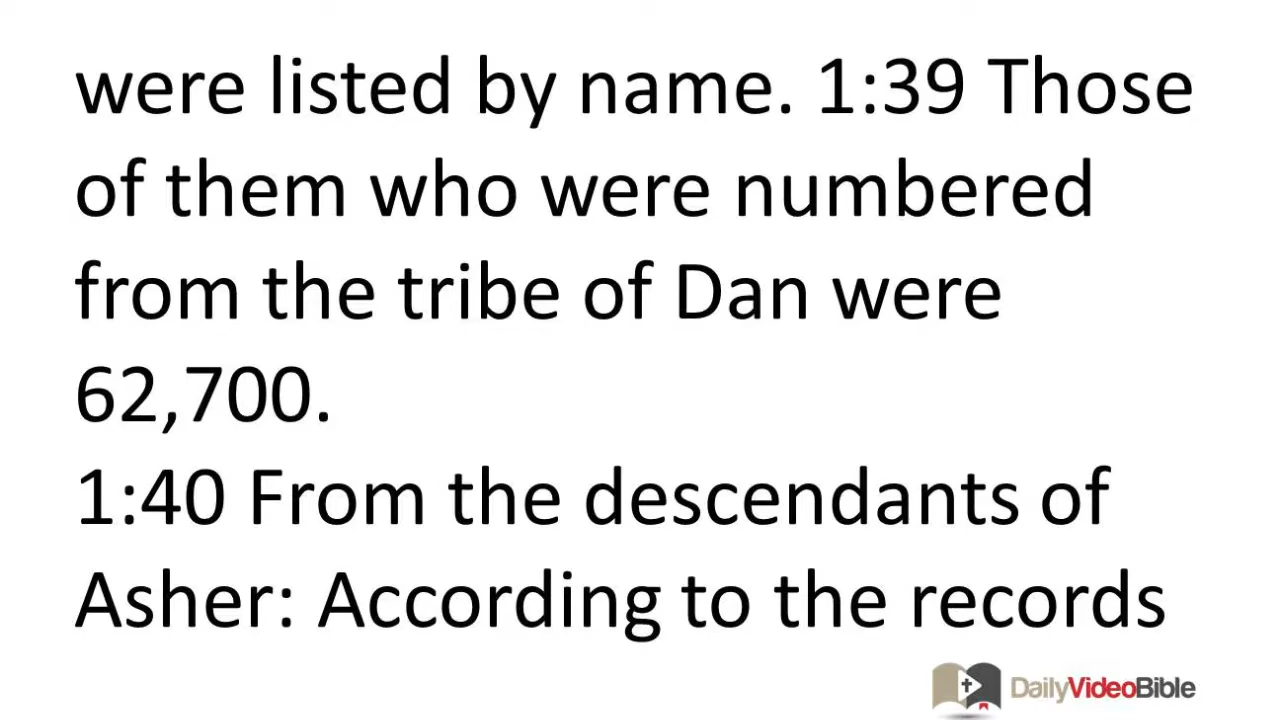 were listed by name. 1:39 Those
of them who were numbered
from the tribe of Dan were
62,700.
1:40 From the descendants of
Asher: According to the records
DailyVideoBible